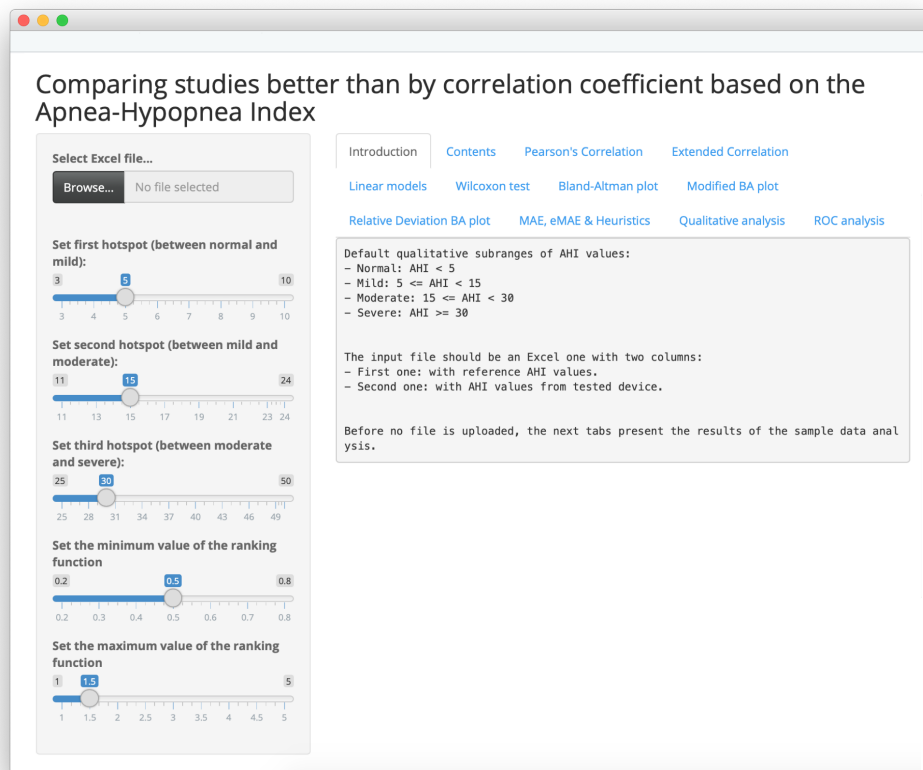 Comparing studies better than by correlation coefficient based on the
Apnea-Hypopnea Index
Select Excel file...
Browse... No file selected
Set first hotspot (between normal and
mild):
3 5 10
3 4 5 6 7 8 9 10
Set second hotspot (between mild and
moderate):
11 15 24
11 13 15 17 19 21 23 24
Set third hotspot (between moderate
and severe):
25 30 50
25 28 31 34 37 40 43 46 49
Set the minimum value of the ranking
function
0.2 0.5 0.8
0.2 0.3 0.4 0.5 0.6 0.7 0.8
Set the maximum value of the ranking
function
1 1.5 5
1 1.5 2 2.5 3 3.5 4 4.5 5
Introduction Contents Pearson's Correlation Extended Correlation
Linear models Wilcoxon test Bland-Altman plot Modified BA plot
Relative Deviation BA plot MAE, eMAE & Heuristics Qualitative analysis ROC analysis
Default qualitative subranges of AHI values:
- Normal: AHI < 5
- Mild: 5 <= AHI < 15
- Moderate: 15 <= AHI < 30
- Severe: AHI >= 30
The input file should be an Excel one with two columns:
- First one: with reference AHI values.
- Second one: with AHI values from tested device.
Before no file is uploaded, the next tabs present the results of the sample data anal
ysis.